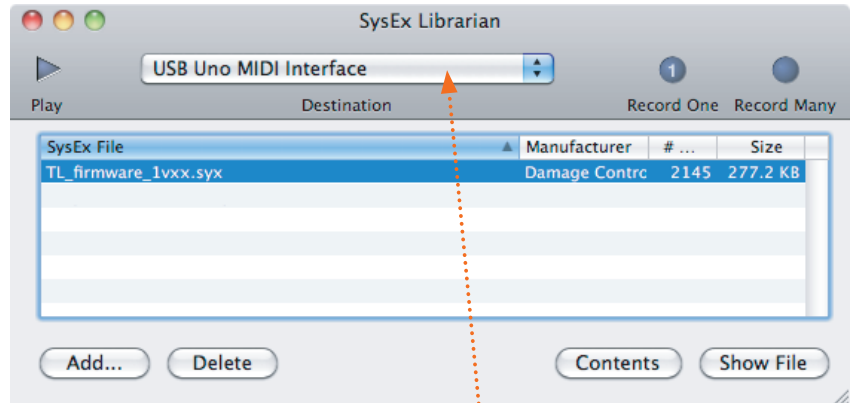 SysEx Librarian
USB Uno MIDI Interface
1
Play Destination Record One Record Many
SysEx File Manufacturer # ... Size
TL_firmware_1vxx.syx Damage Contrc 2145 277.2 KB
Add... Delete Contents Show File